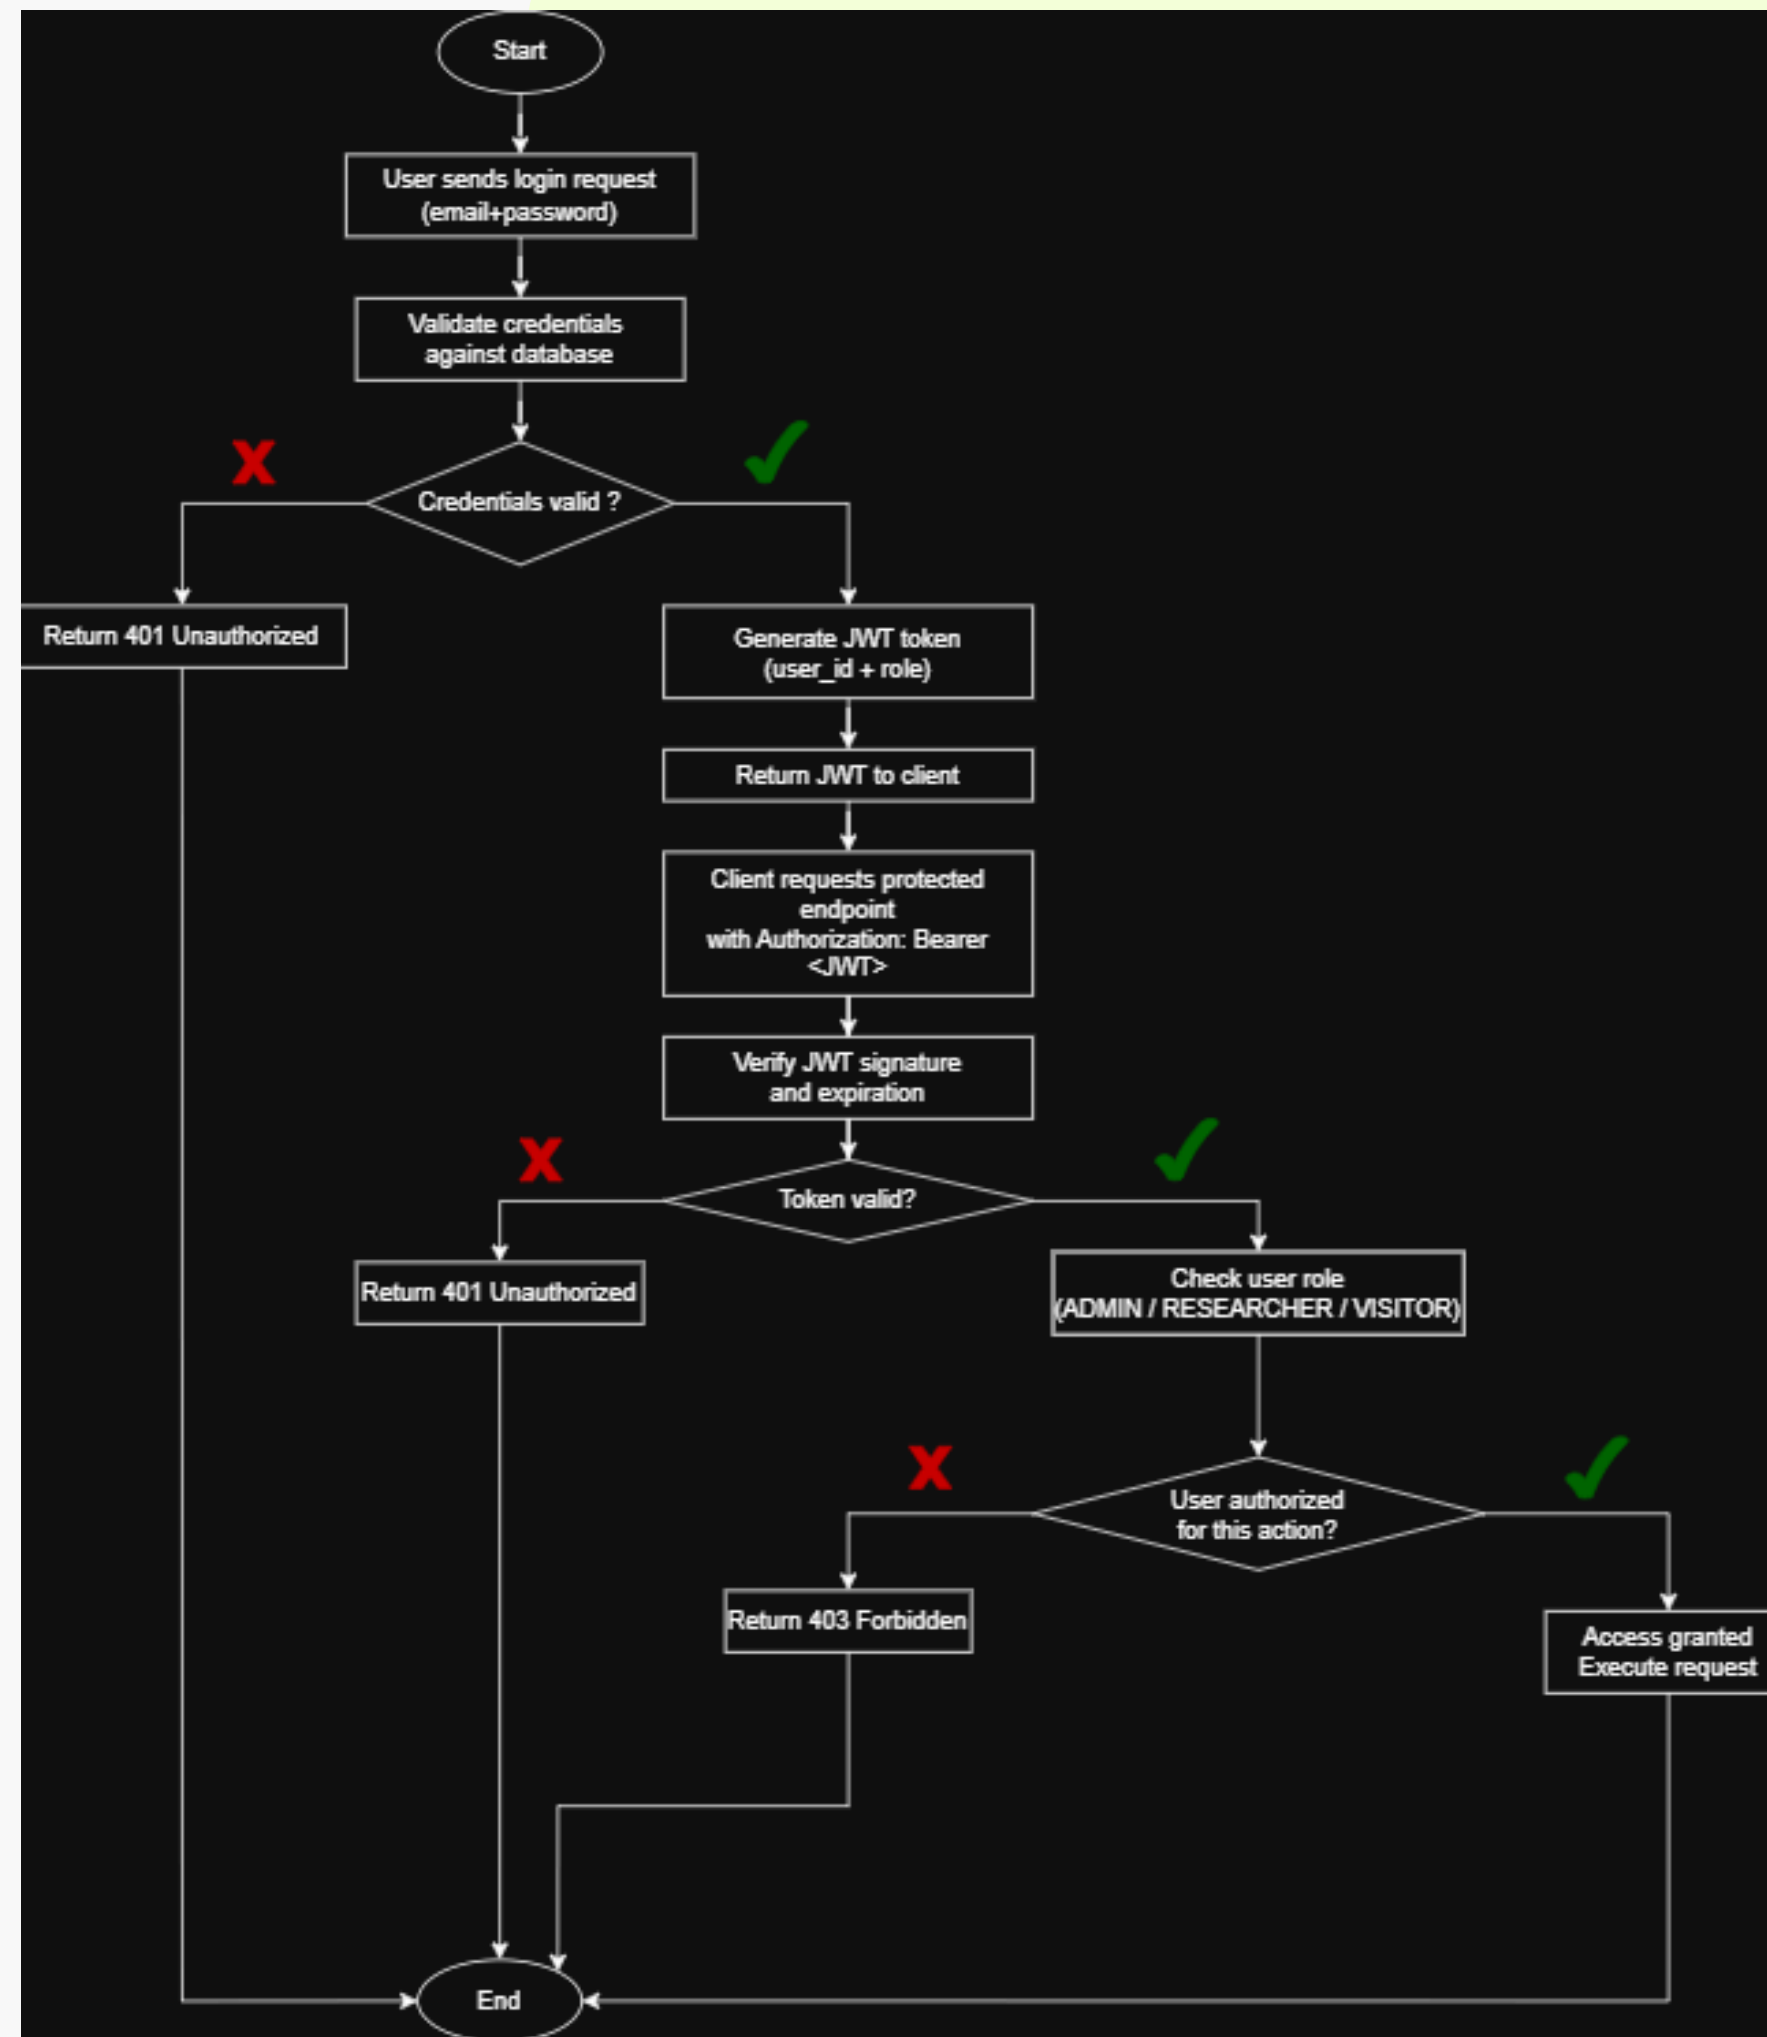 Start
User sends login request
(email+password)
Validate credentials
against database
Credentials valid ?
Return 401 Unauthorized
Generate JWT token
(user_id + role)
Return JWT to client
Client requests protected
endpoint
with Authorization: Bearer
<JWT>
Verify JWT signature
and expiration
Token valid?
Return 401 Unauthorized
Check user role
(ADMIN / RESEARCHER / VISITOR)
User authorized
for this action?
Return 403 Forbidden
Access granted
Execute request
End